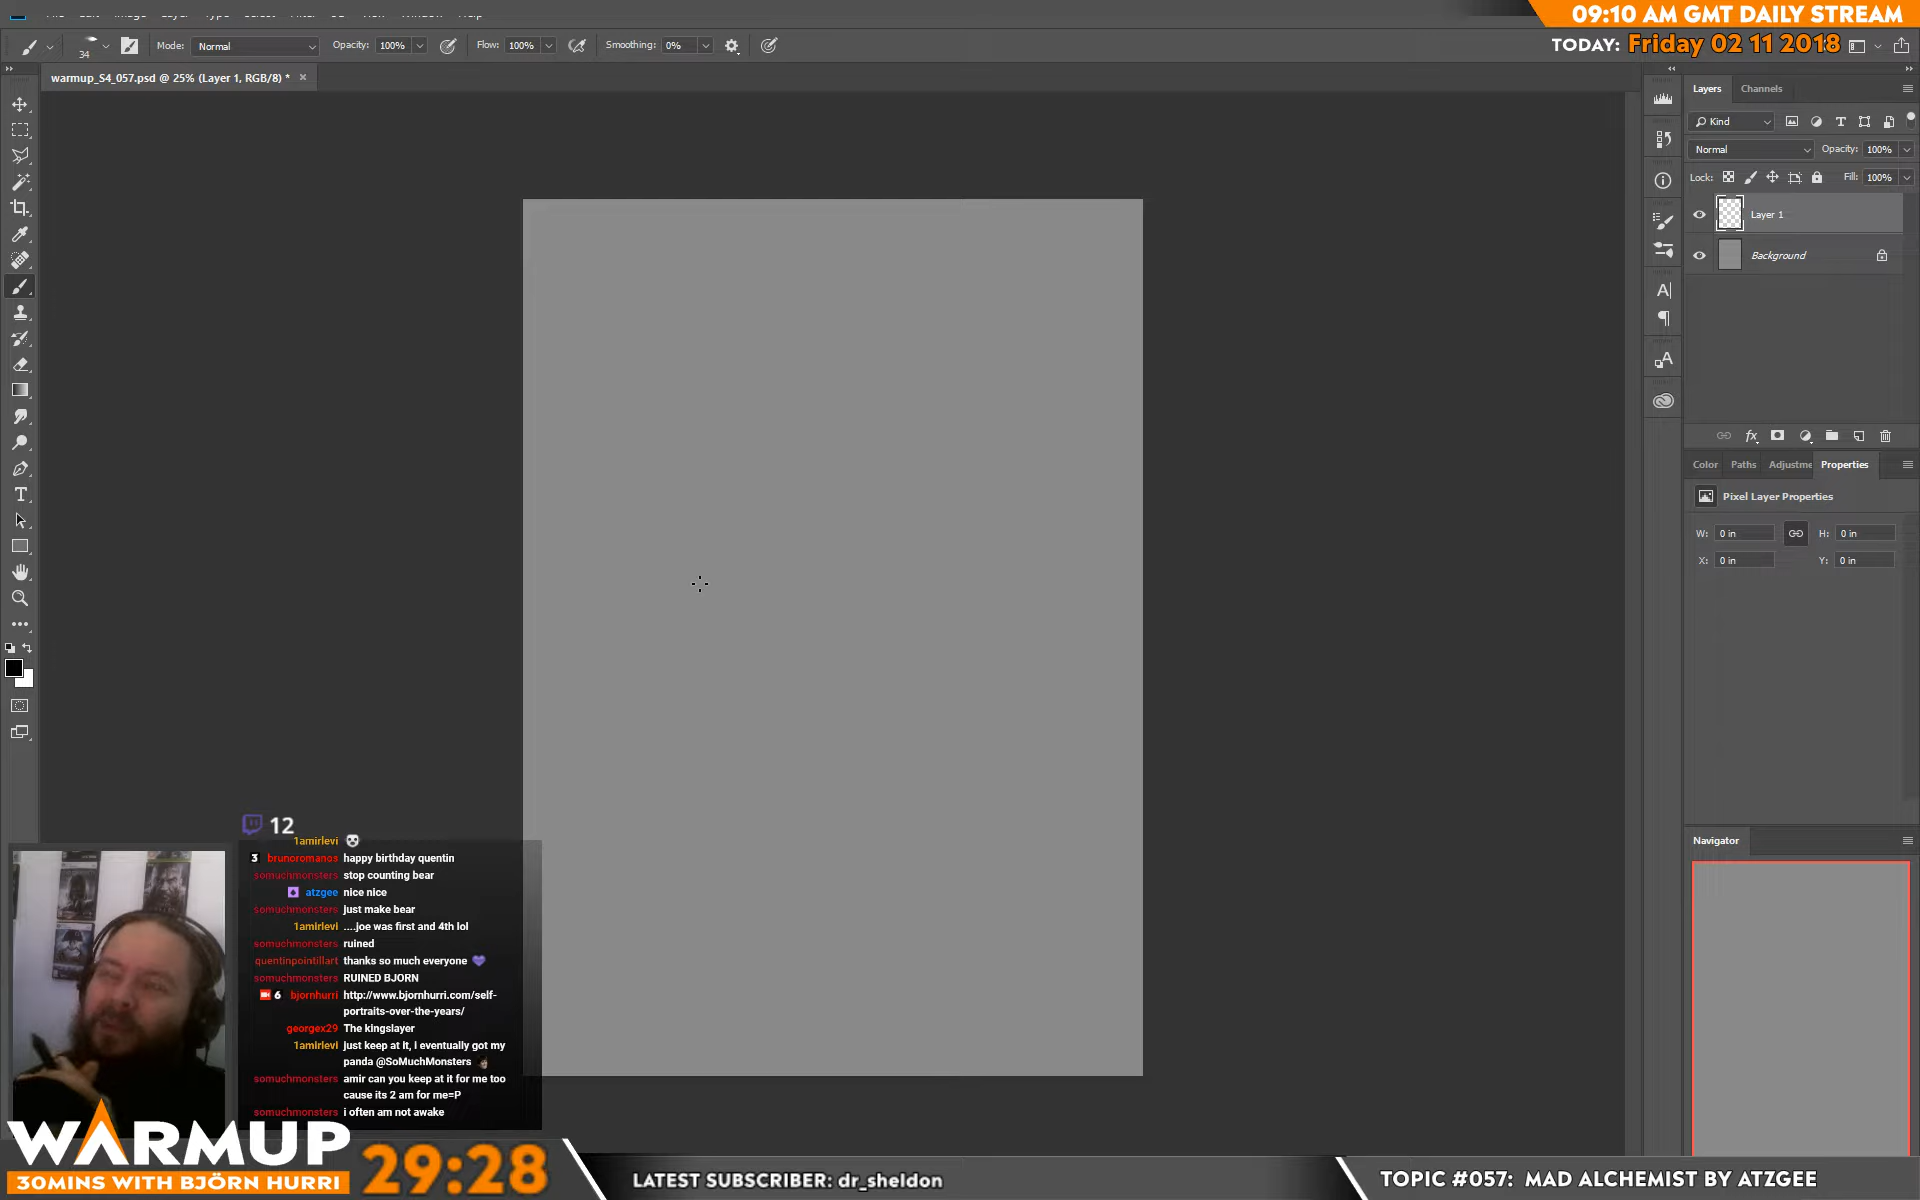 09:10 AM GMT DAILY STREAM
TODAY: Friday 02 11 2018
34
Mode: Normal
Opacity: 100%
Flow: 100%
Smoothing: 0%
warmup_S4_057.psd @ 25% (Layer 1, RGB/8) *
Layers
Channels
Kind
Normal
Opacity: 100%
Lock:
Fill: 100%
Layer 1
Background
Color
Paths
Adjustme
Properties
Pixel Layer Properties
W: 0 in
H: 0 in
X: 0 in
Y: 0 in
Navigator
12
1amirlevi
3 brunoromanos happy birthday quentin
somuchmonsters stop counting bear
atzgee nice nice
somuchmonsters just make bear
1amirlevi ....joe was first and 4th lol
somuchmonsters ruined
quentinpointillart thanks so much everyone
somuchmonsters RUINED BJORN
6 bjornhurri http://www.bjornhurri.com/self-
portraits-over-the-years/
georgex29 The kingslayer
1amirlevi just keep at it, i eventually got my
panda @SoMuchMonsters
somuchmonsters amir can you keep at it for me too
cause its 2 am for me=P
somuchmonsters i often am not awake
WARMUP
30MINS WITH BJÖRN HURRI
29:28
LATEST SUBSCRIBER: dr_sheldon
TOPIC #057: MAD ALCHEMIST BY ATZGEE